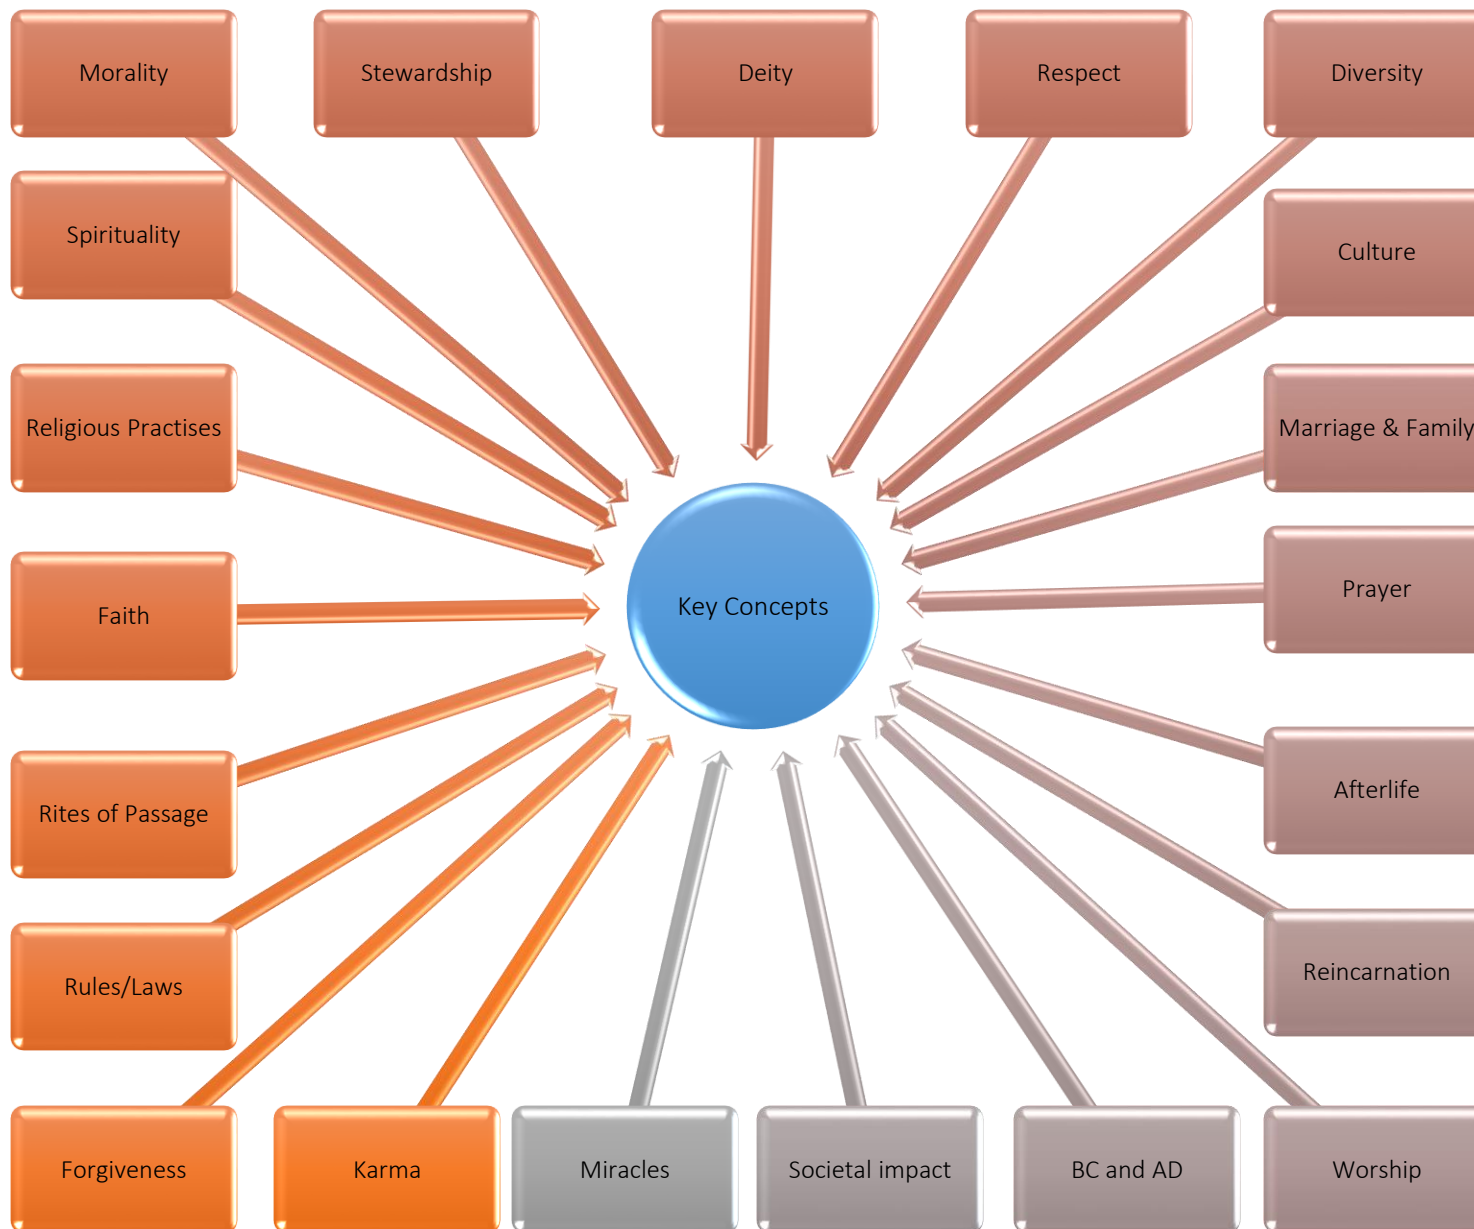 Morality
Stewardship
Deity
Respect
Diversity
Spirituality
Culture
Religious Practises
Marriage & Family
Prayer
Faith
Key Concepts
Afterlife
Rites of Passage
Reincarnation
Rules/Laws
Forgiveness
Karma
Miracles
Societal impact
BC and AD
Worship